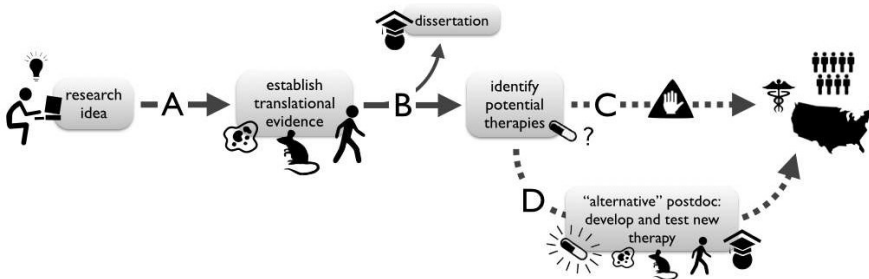 dissertation
research
idea
A
establish
translational
evidence
B
identify
potential
therapies
?
C
D
“alternative” postdoc:
develop and test new
therapy